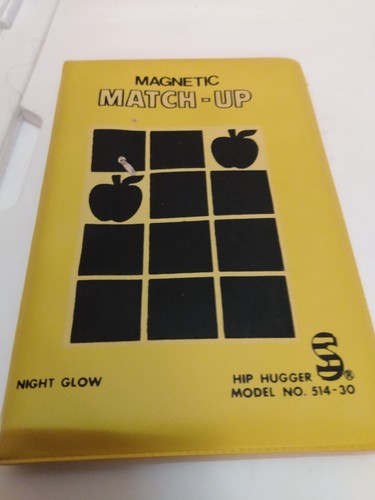 MAGNETIC
MATCH-UP
NIGHT GLOW
HIP HUGGER
MODEL NO. 514-30
S®